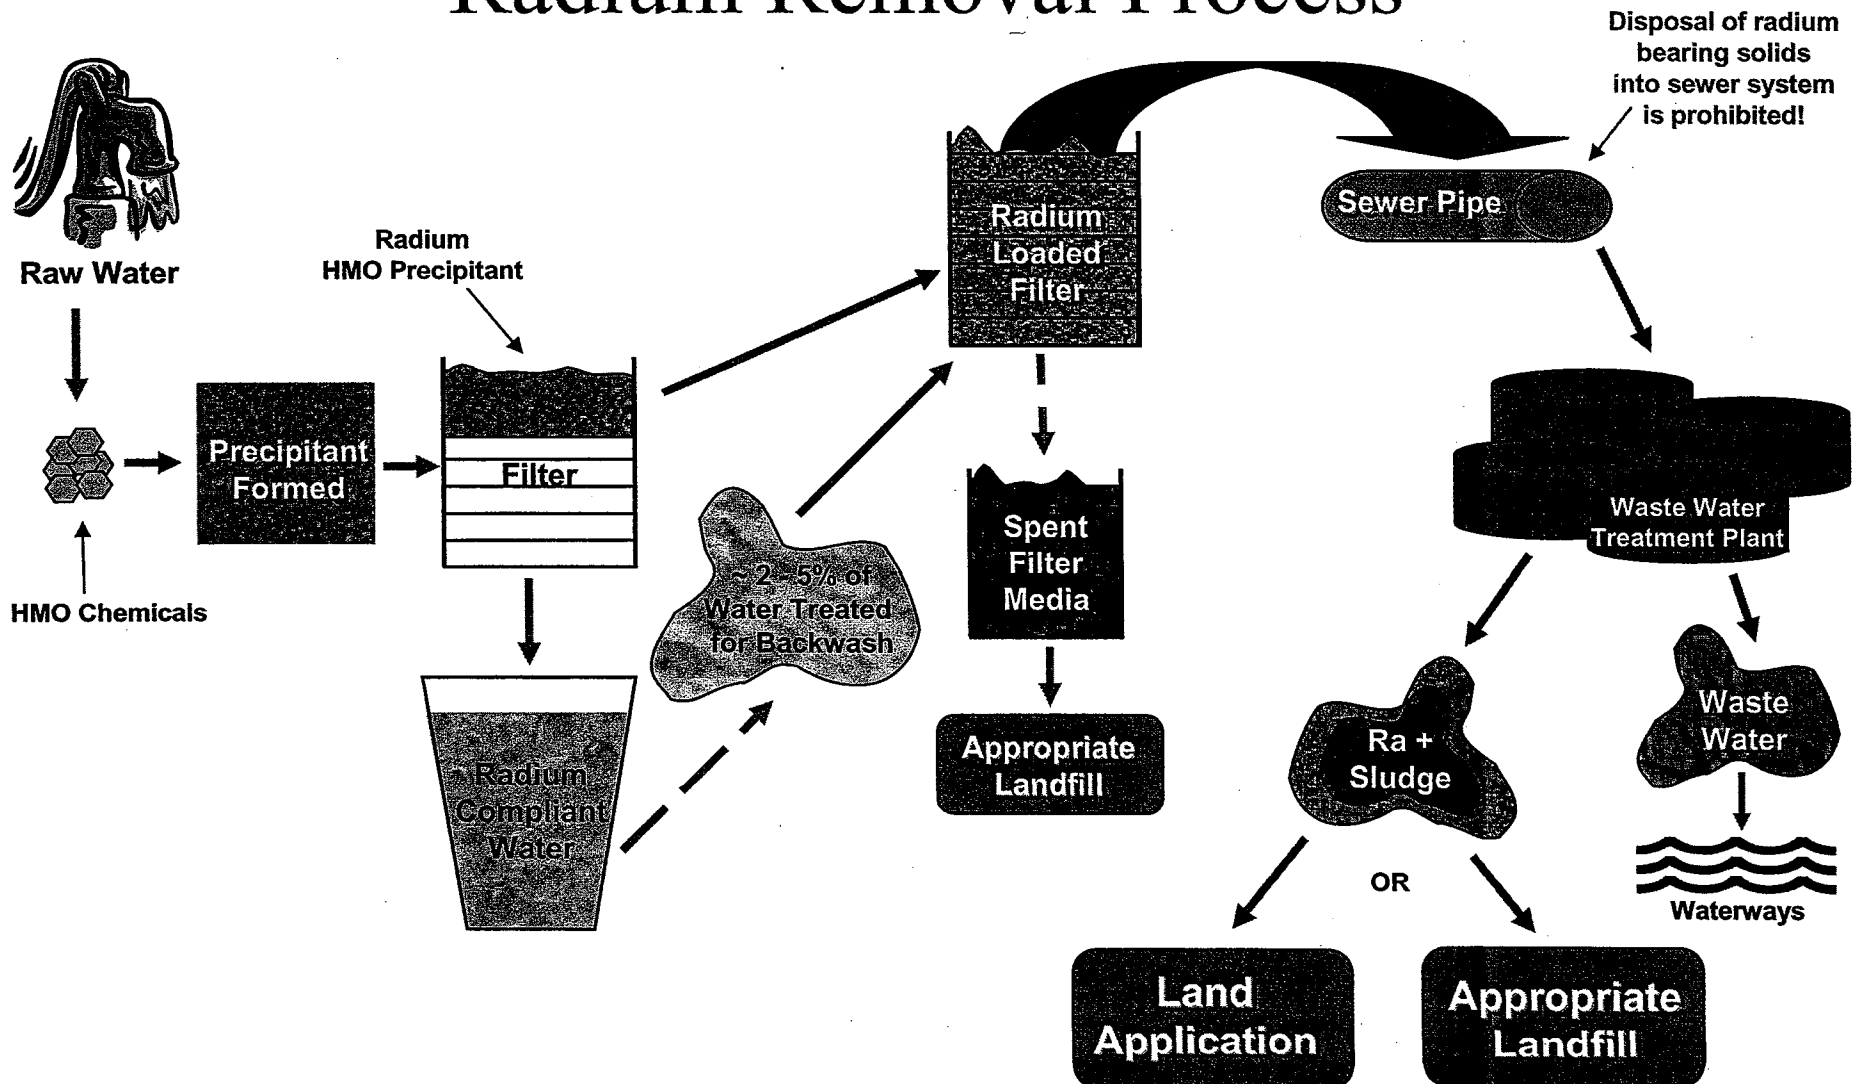 Radium Removal Process
Disposal of radium
bearing solids
into sewer system
is prohibited!
Raw Water
Radium
HMO Precipitant
Radium
Loaded
Filter
Sewer Pipe
Precipitant
Formed
Filter
HMO Chemicals
~ 2 - 5% of
Water Treated
for Backwash
Spent
Filter
Media
Waste Water
Treatment Plant
Radium
Compliant
Water
Appropriate
Landfill
Ra +
Sludge
Waste
Water
OR
Waterways
Land
Application
Appropriate
Landfill